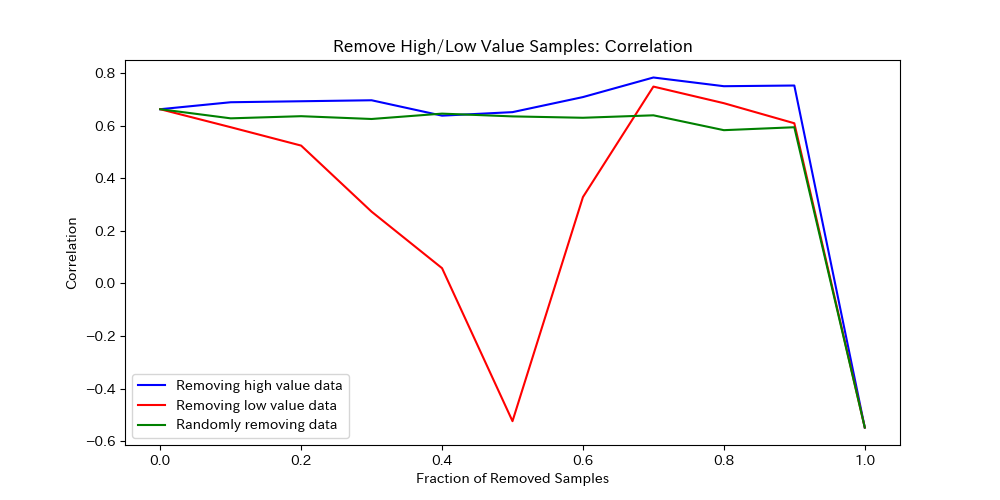 Remove High/Low Value Samples: Correlation
Correlation
0.8
0.6
0.4
0.2
0.0
−0.2
−0.4
−0.6
Removing high value data
Removing low value data
Randomly removing data
0.0 0.2 0.4 0.6 0.8 1.0
Fraction of Removed Samples